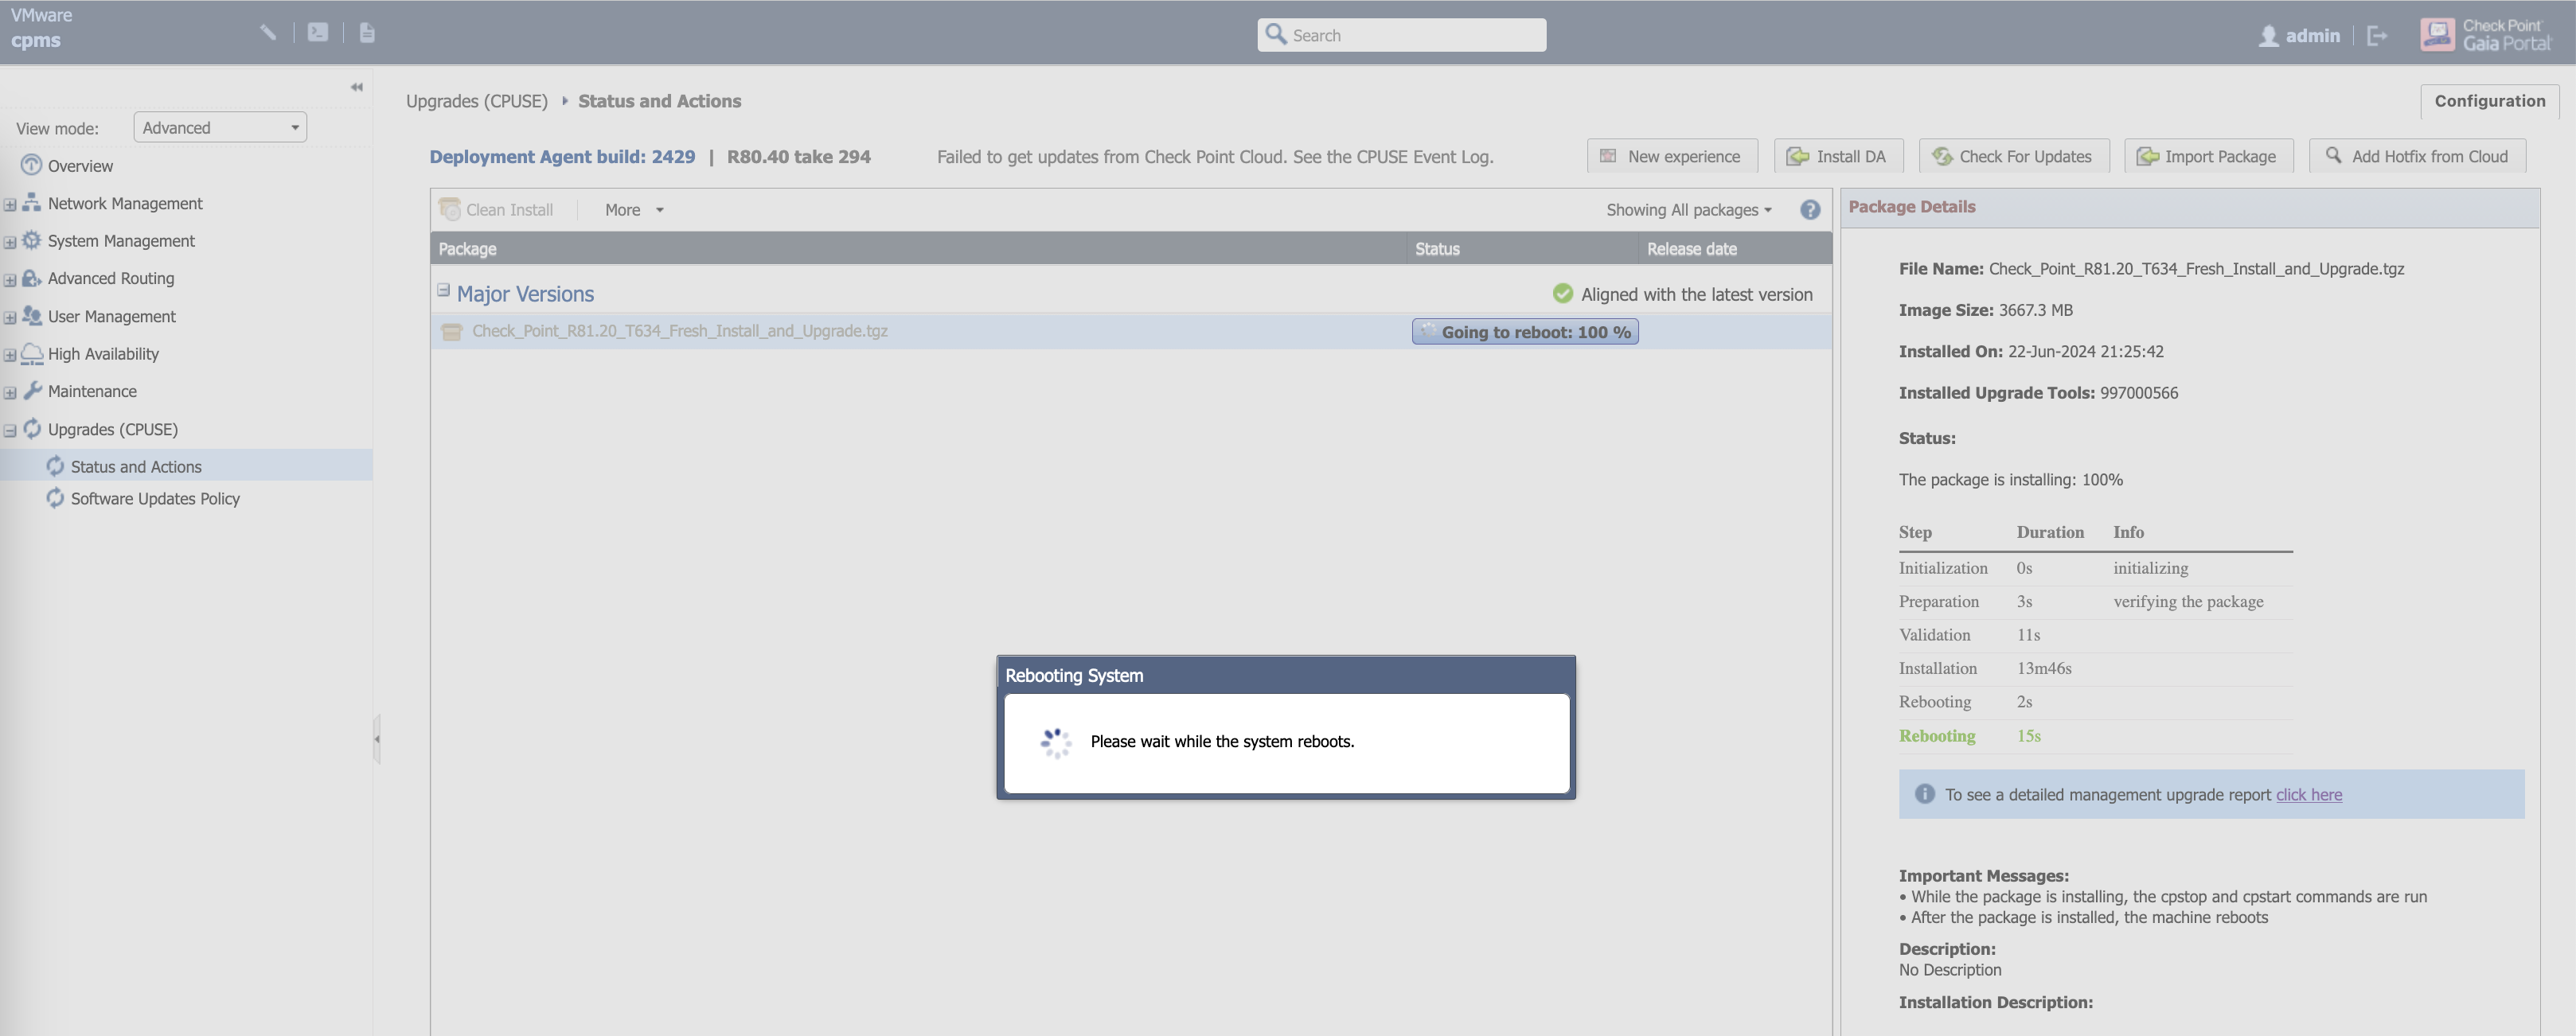 VMware
cpms
Search
admin
Check Point
Gaia Portal
View mode:
Advanced
Overview
Network Management
System Management
Advanced Routing
User Management
High Availability
Maintenance
Upgrades (CPUSE)
Status and Actions
Software Updates Policy
Upgrades (CPUSE) Status and Actions
Configuration
Deployment Agent build: 2429 | R80.40 take 294
Failed to get updates from Check Point Cloud. See the CPUSE Event Log.
New experience
Install DA
Check For Updates
Import Package
Add Hotfix from Cloud
Clean Install
More
Showing All packages
?
Package Status Release date
Major Versions
Aligned with the latest version
Check_Point_R81.20_T634_Fresh_Install_and_Upgrade.tgz
Going to reboot: 100 %
Rebooting System
Please wait while the system reboots.
Package Details
File Name: Check_Point_R81.20_T634_Fresh_Install_and_Upgrade.tgz
Image Size: 3667.3 MB
Installed On: 22-Jun-2024 21:25:42
Installed Upgrade Tools: 997000566
Status:
The package is installing: 100%
Step Duration Info
Initialization 0s initializing
Preparation 3s verifying the package
Validation 11s
Installation 13m46s
Rebooting 2s
Rebooting 15s
To see a detailed management upgrade report click here
Important Messages:
• While the package is installing, the cpstop and cpstart commands are run
• After the package is installed, the machine reboots
Description:
No Description
Installation Description: